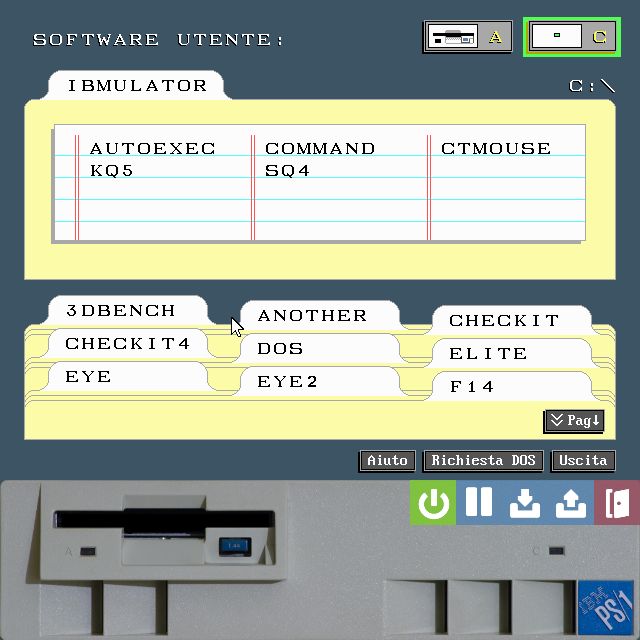 SOFTWARE UTENTE:
A
C
IBMULATOR
C:\
AUTOEXEC COMMAND CTMOUSE
KQ5 SQ4
3DBENCH ANOTHER CHECKIT
CHECKIT4 DOS ELITE
EYE EYE2 F14
Pag↓
Aiuto Richiesta DOS Uscita
A
C
IBM
PS/1